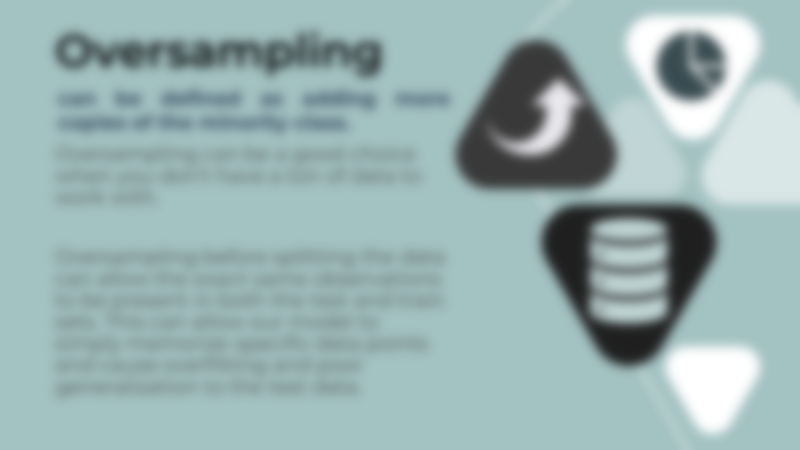 Oversampling
can be defined as adding more
copies of the minority class.
Oversampling can be a good choice
when you don't have a ton of data to
work with.
Oversampling before splitting the data
can allow the exact same observations
to be present in both the test and train
sets. This can allow our model to
simply memorize specific data points
and cause overfitting and poor
generalization to the test data.